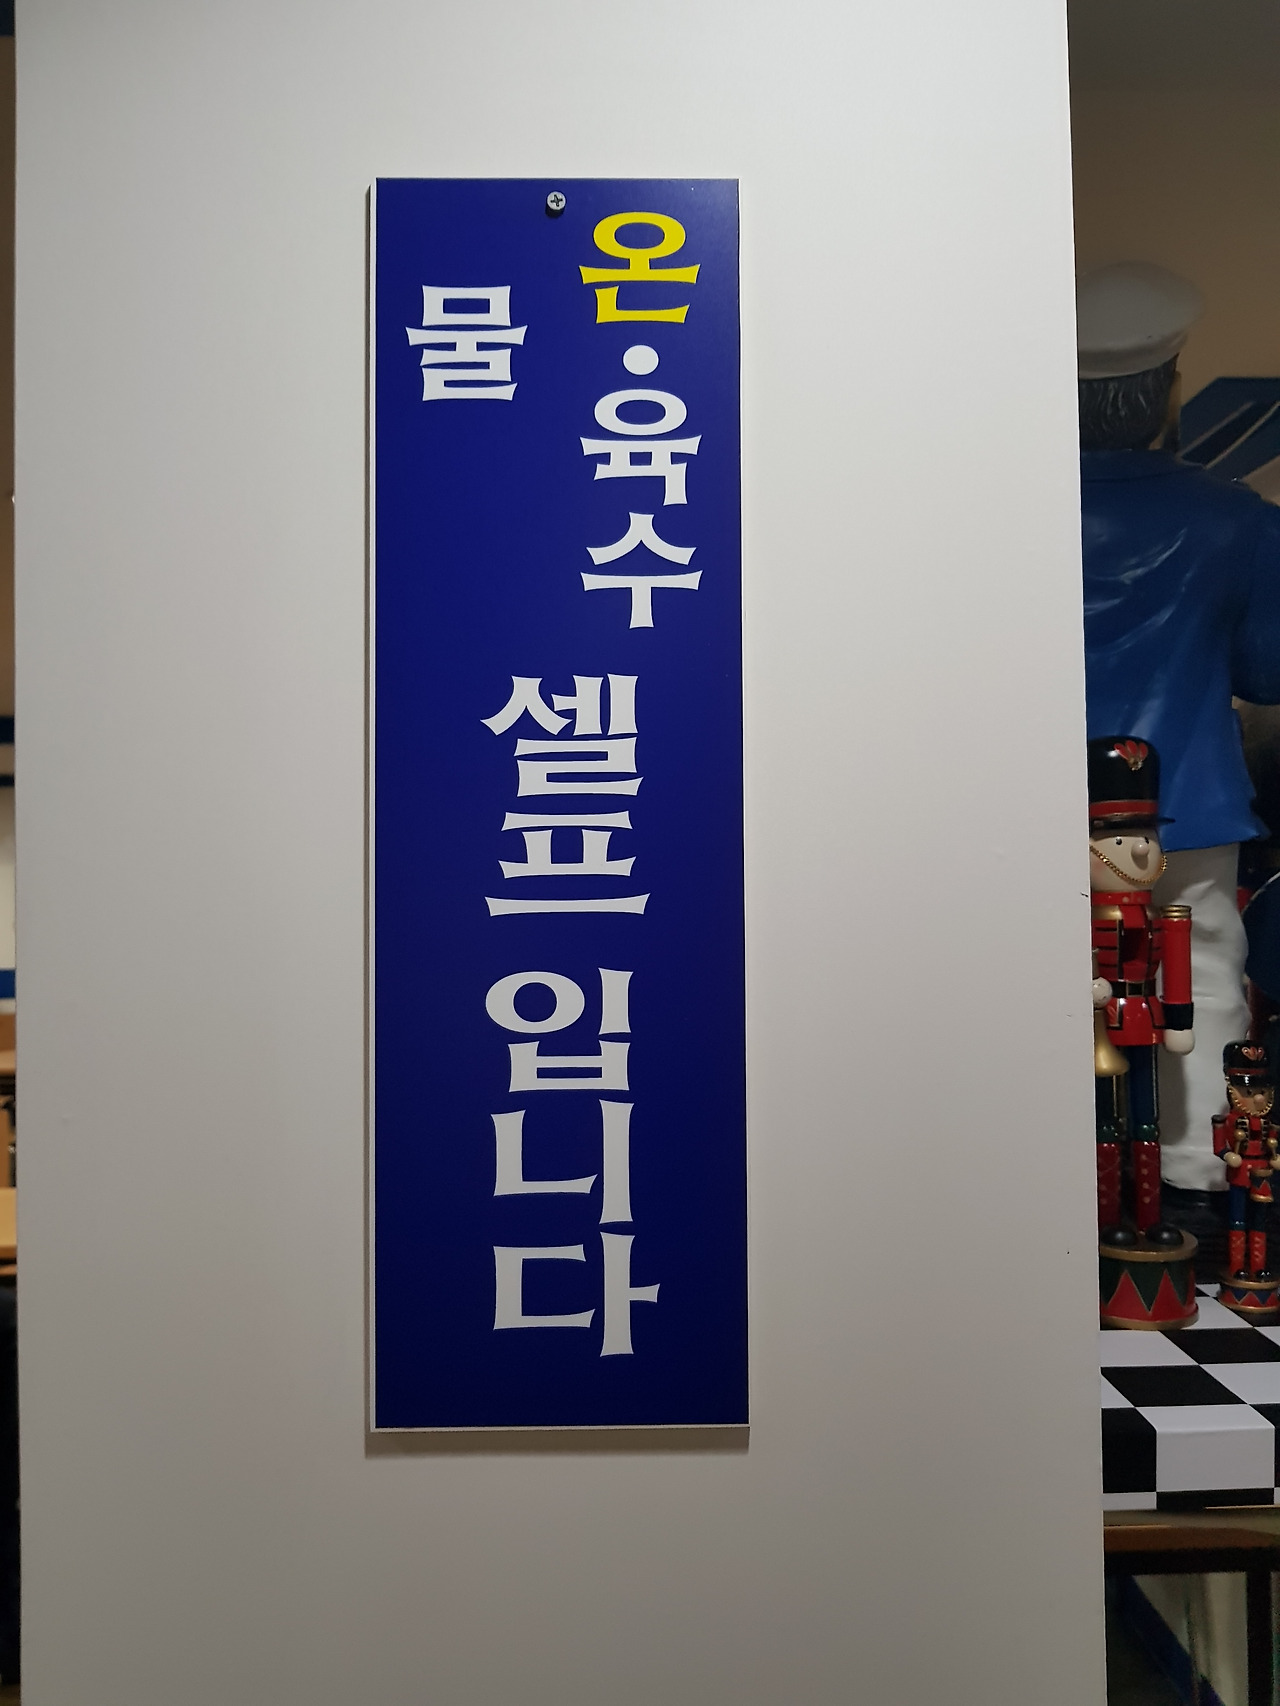 물
온·육수
셀프 입니다